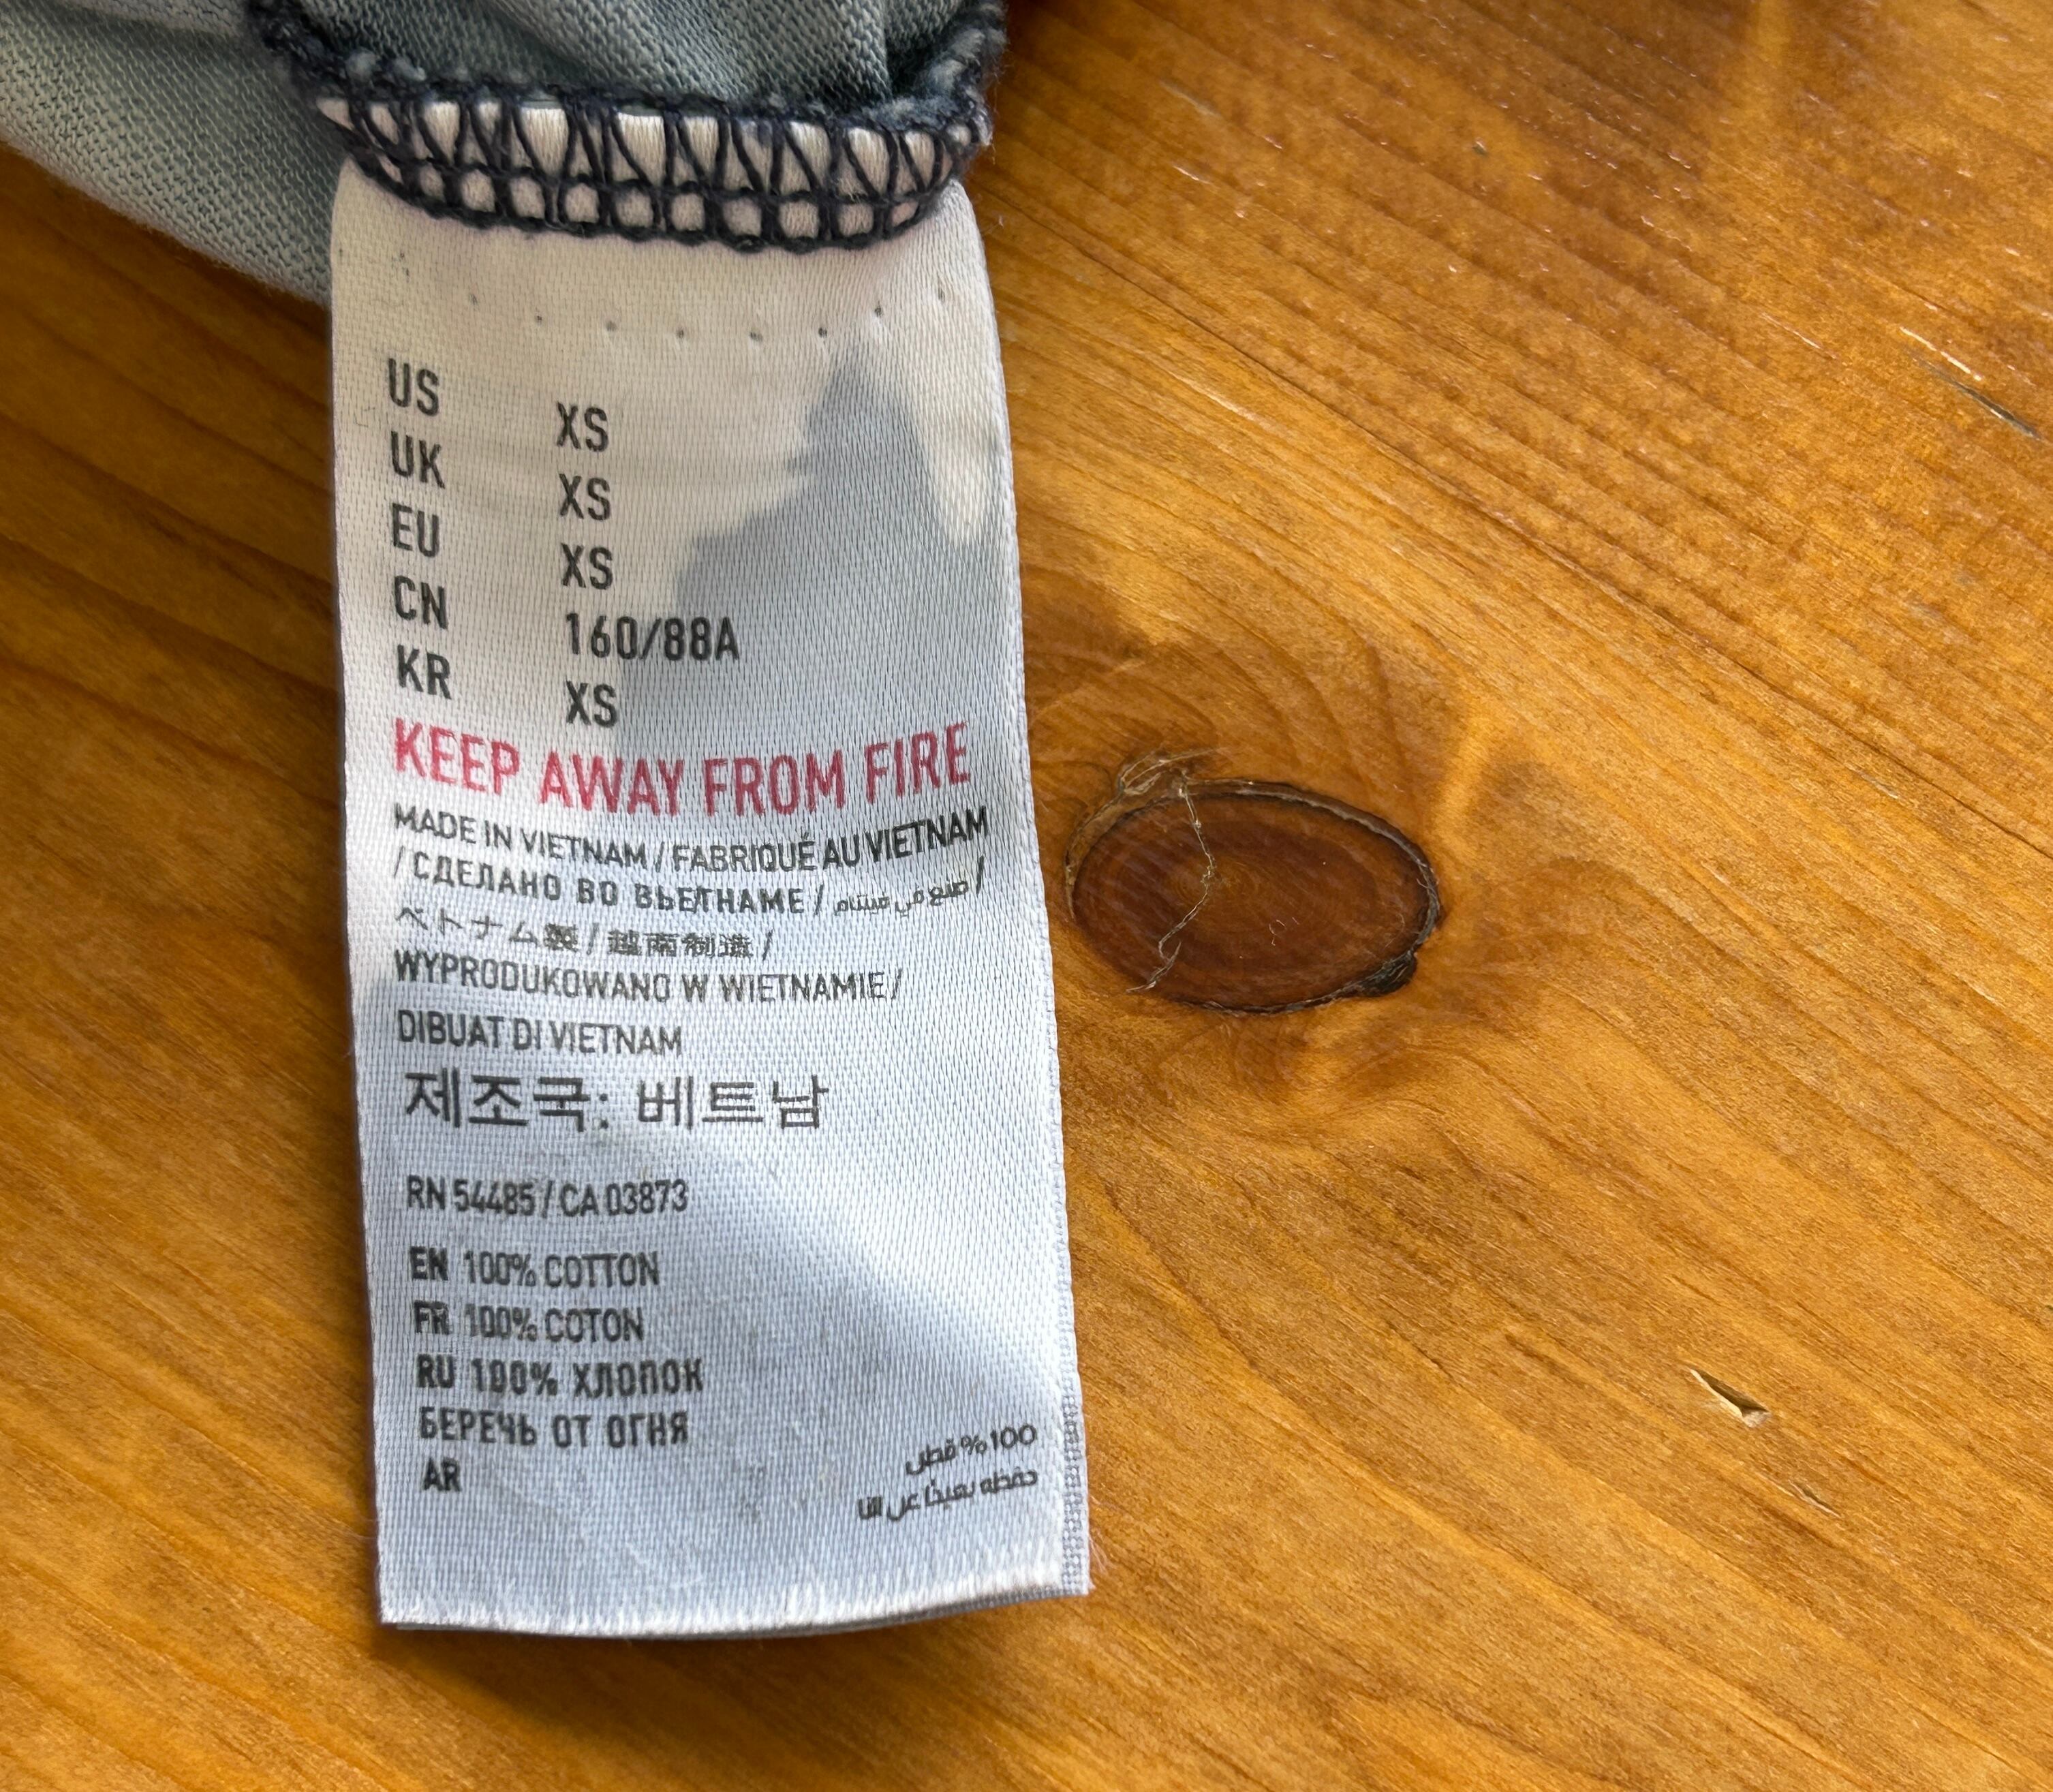 US XS
UK XS
EU XS
CN 160/88A
KR XS
KEEP AWAY FROM FIRE
MADE IN VIETNAM / FABRIQUÉ AU VIETNAM
/ СДЕЛАНО ВО ВЬЕТНАМЕ / صنع في فيتنام /
ベトナム製 / 越南制造 /
WYPRODUKOWANO W WIETNAMIE /
DIBUAT DI VIETNAM
제조국: 베트남
RN 54485 / CA 03873
EN 100% COTTON
FR 100% COTON
RU 100% ХЛОПОК
БЕРЕЧЬ ОТ ОГНЯ
AR
100% قطن
بعيدًا عن